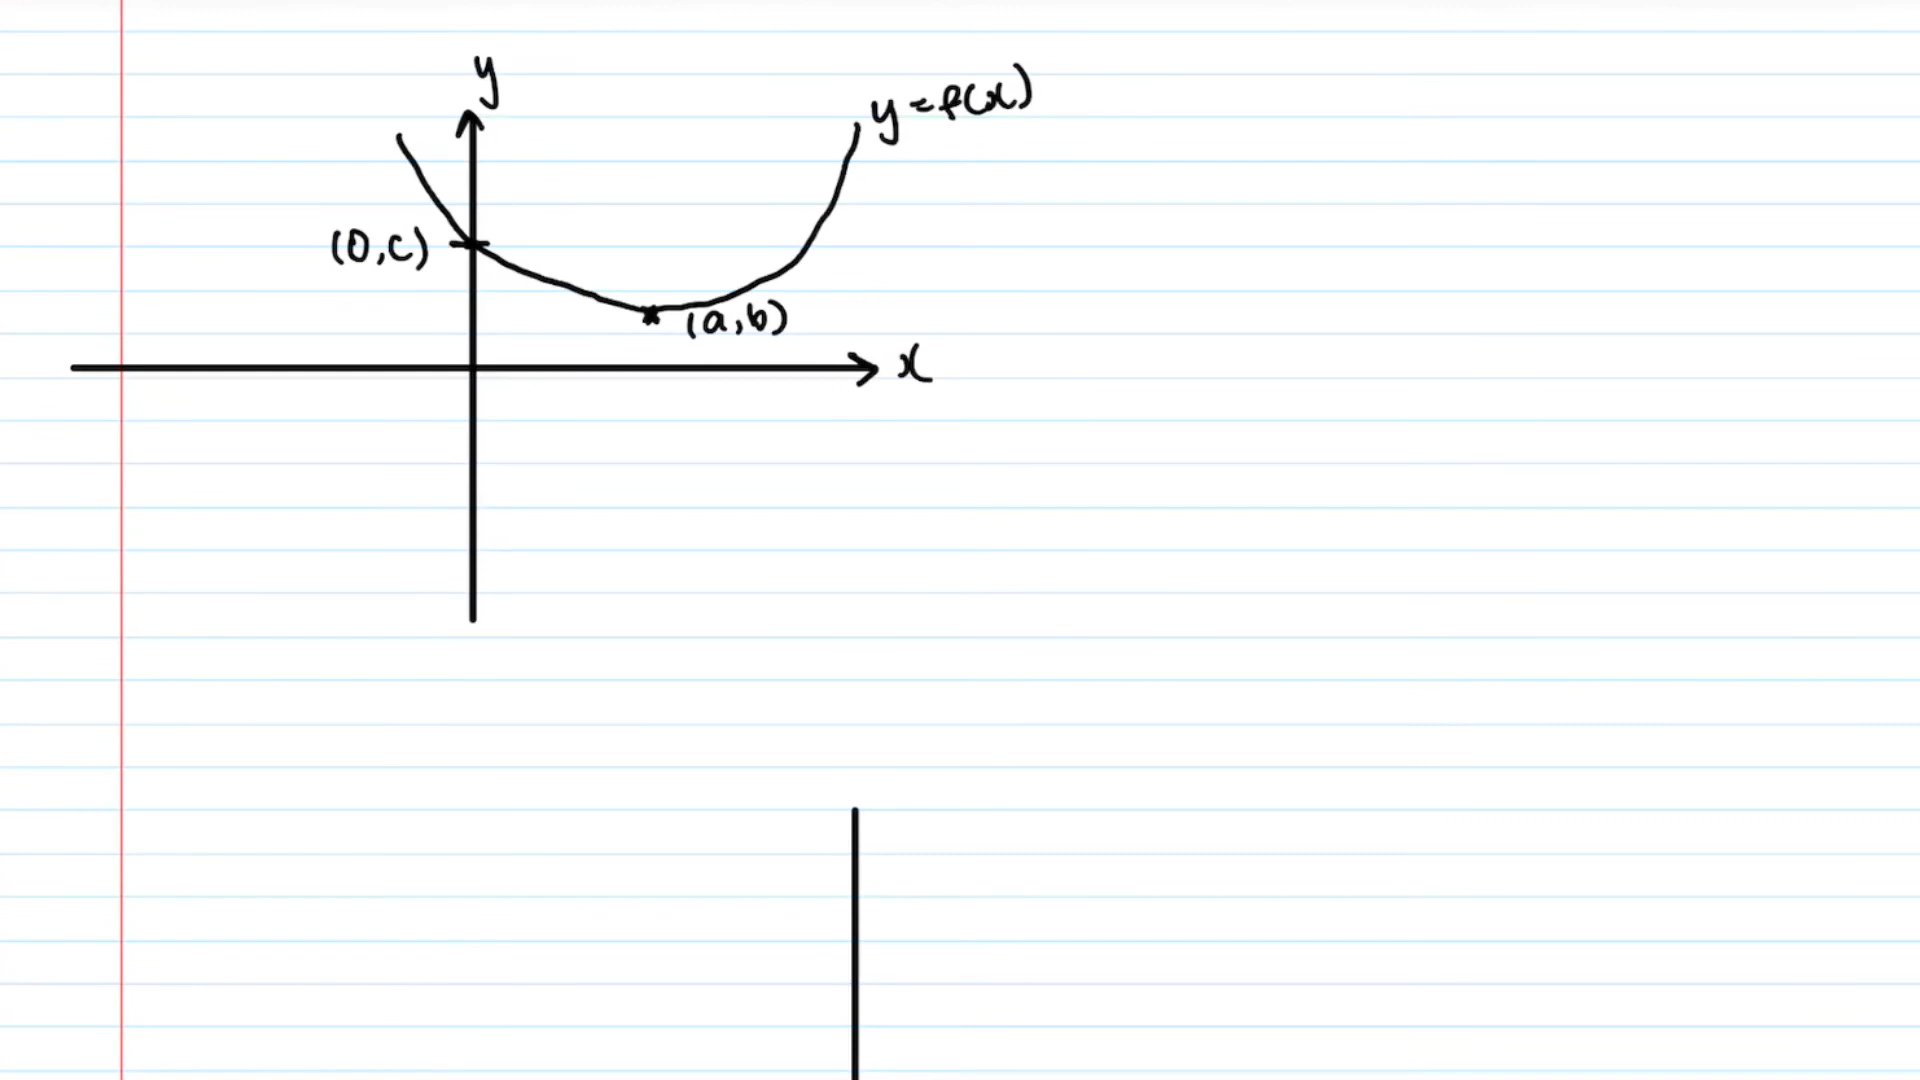 y
y=f(x)
(0,c)
(a,b)
x